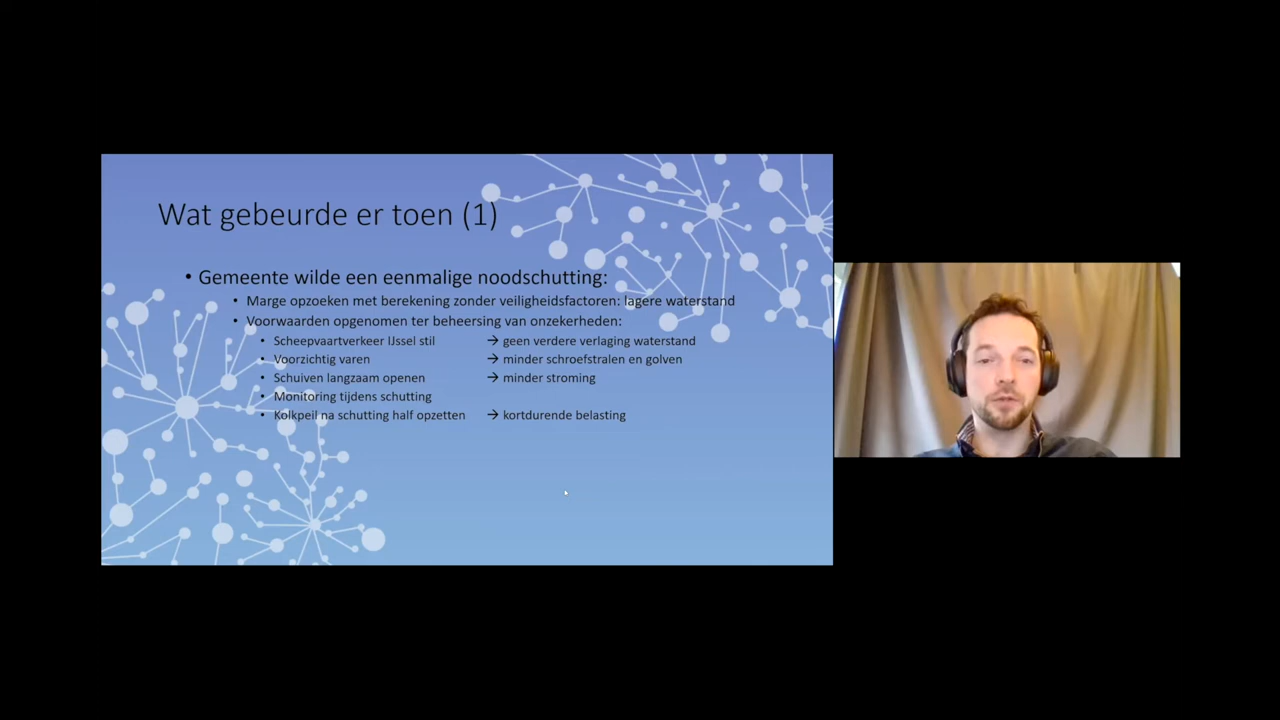 Wat gebeurde er toen (1)
• Gemeente wilde een eenmalige noodschutting:
• Marge opzoeken met berekening zonder veiligheidsfactoren: lagere waterstand
• Voorwaarden opgenomen ter beheersing van onzekerheden:
• Scheepvaartverkeer IJssel stil → geen verdere verlaging waterstand
• Voorzichtig varen → minder schroefstralen en golven
• Schuiven langzaam openen → minder stroming
• Monitoring tijdens schutting
• Kolkpeil na schutting half opzetten → kortdurende belasting